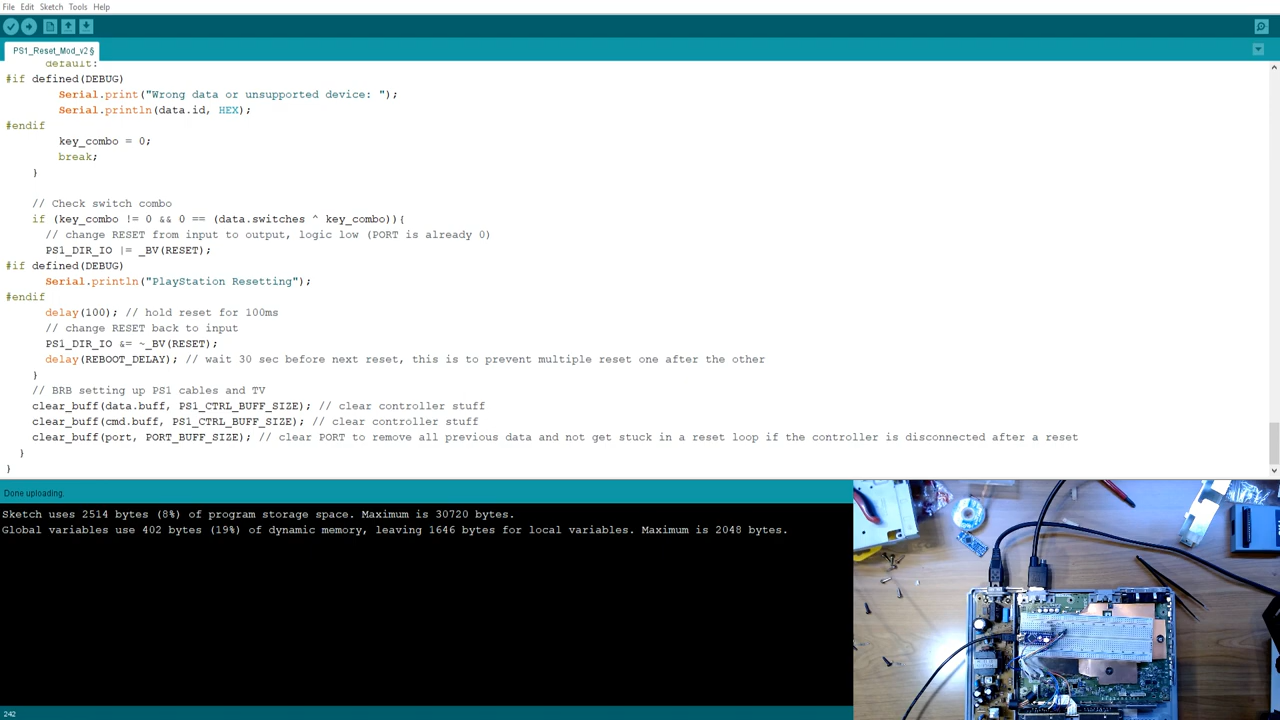 File Edit Sketch Tools Help
PS1_Reset_Mod_v2 §
default:
#if defined(DEBUG)
Serial.print("Wrong data or unsupported device: ");
Serial.println(data.id, HEX);
#endif
key_combo = 0;
break;
}
// Check switch combo
if (key_combo != 0 && 0 == (data.switches ^ key_combo)){
// change RESET from input to output, logic low (PORT is already 0)
PS1_DIR_IO |= _BV(RESET);
#if defined(DEBUG)
Serial.println("PlayStation Resetting");
#endif
delay(100); // hold reset for 100ms
// change RESET back to input
PS1_DIR_IO &= ~_BV(RESET);
delay(REBOOT_DELAY); // wait 30 sec before next reset, this is to prevent multiple reset one after the other
}
// BRB setting up PS1 cables and TV
clear_buff(data.buff, PS1_CTRL_BUFF_SIZE); // clear controller stuff
clear_buff(cmd.buff, PS1_CTRL_BUFF_SIZE); // clear controller stuff
clear_buff(port, PORT_BUFF_SIZE); // clear PORT to remove all previous data and not get stuck in a reset loop if the controller is disconnected after a reset
}
}
Done uploading.
Sketch uses 2514 bytes (8%) of program storage space. Maximum is 30720 bytes.
Global variables use 402 bytes (19%) of dynamic memory, leaving 1646 bytes for local variables. Maximum is 2048 bytes.
242